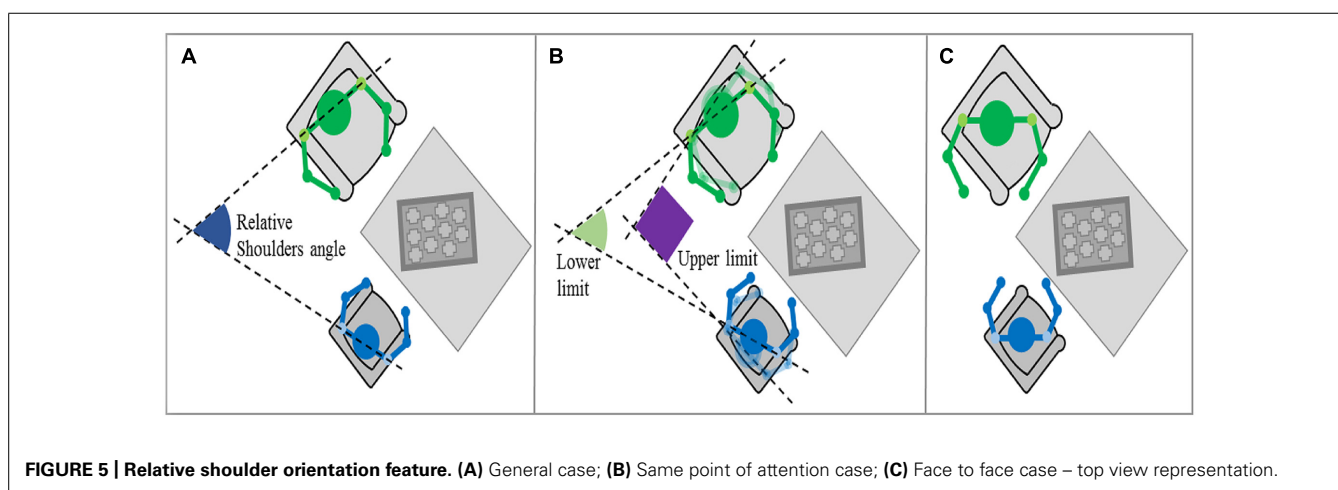 A
B
C
Relative
Shoulders angle
Lower
limit
Upper limit
FIGURE 5 | Relative shoulder orientation feature. (A) General case; (B) Same point of attention case; (C) Face to face case – top view representation.